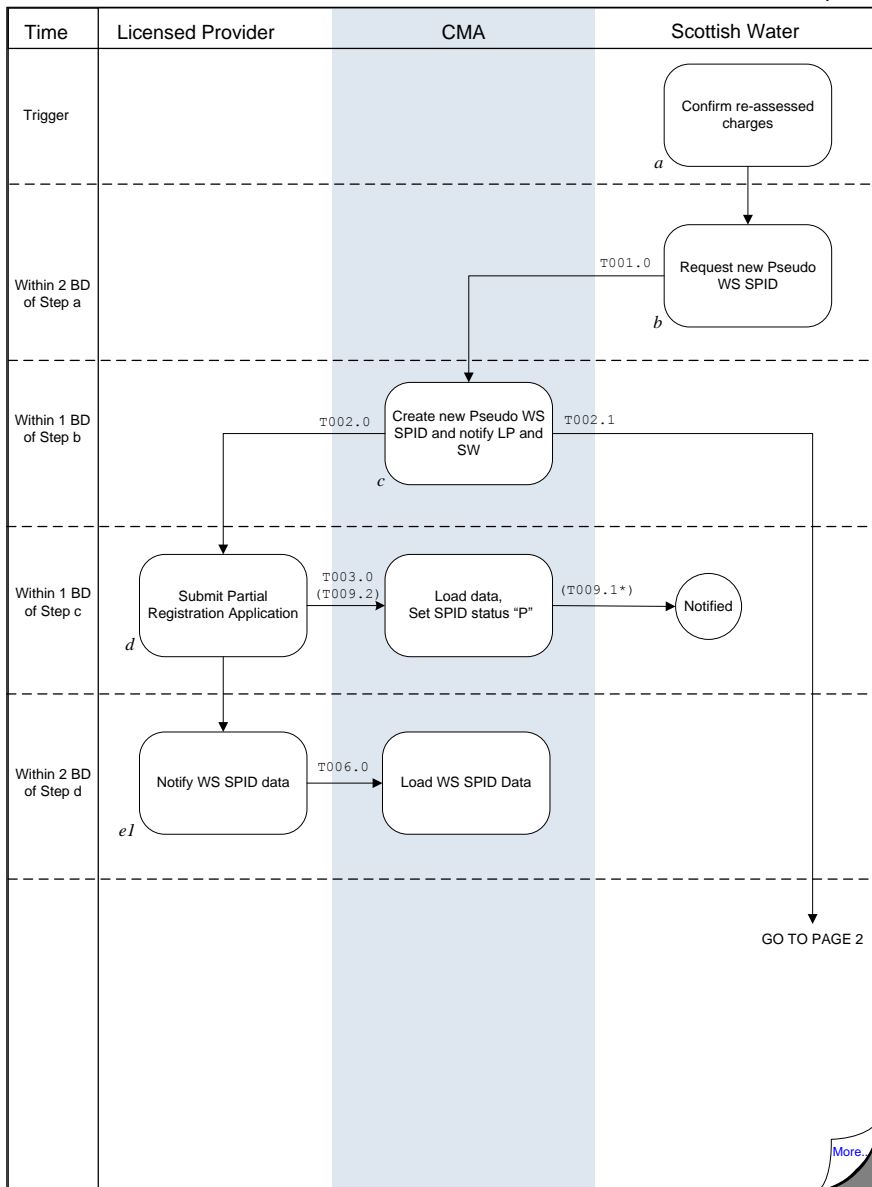 Time
Licensed Provider
CMA
Scottish Water
Trigger
Confirm re-assessed
charges
a
Within 2 BD
of Step a
T001.0
Request new Pseudo
WS SPID
b
Within 1 BD
of Step b
T002.0
Create new Pseudo WS
SPID and notify LP and
SW
T002.1
c
Within 1 BD
of Step c
Submit Partial
Registration Application
d
T003.0
(T009.2)
Load data,
Set SPID status “P”
(T009.1*)
Notified
Within 2 BD
of Step d
Notify WS SPID data
e1
T006.0
Load WS SPID Data
GO TO PAGE 2
More..